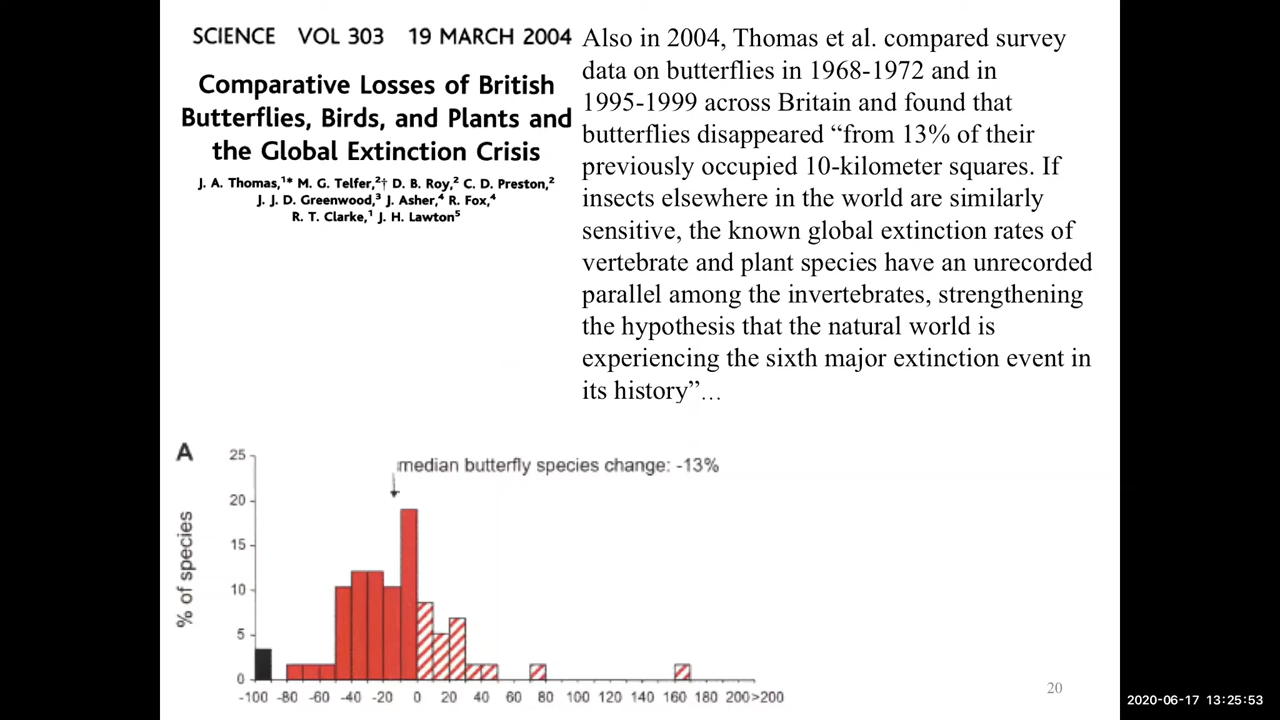 SCIENCE VOL 303 19 MARCH 2004
Comparative Losses of British
Butterflies, Birds, and Plants and
the Global Extinction Crisis
J. A. Thomas,¹* M. G. Telfer,²† D. B. Roy,² C. D. Preston,²
J. J. D. Greenwood,³ J. Asher,⁴ R. Fox,⁴
R. T. Clarke,¹ J. H. Lawton⁵
Also in 2004, Thomas et al. compared survey
data on butterflies in 1968-1972 and in
1995-1999 across Britain and found that
butterflies disappeared “from 13% of their
previously occupied 10-kilometer squares. If
insects elsewhere in the world are similarly
sensitive, the known global extinction rates of
vertebrate and plant species have an unrecorded
parallel among the invertebrates, strengthening
the hypothesis that the natural world is
experiencing the sixth major extinction event in
its history”…
A
median butterfly species change: -13%
% of species
25
20
15
10
5
0
-100 -80 -60 -40 -20 0 20 40 60 80 100 120 140 160 180 200 >200
20
2020-06-17 13:25:53